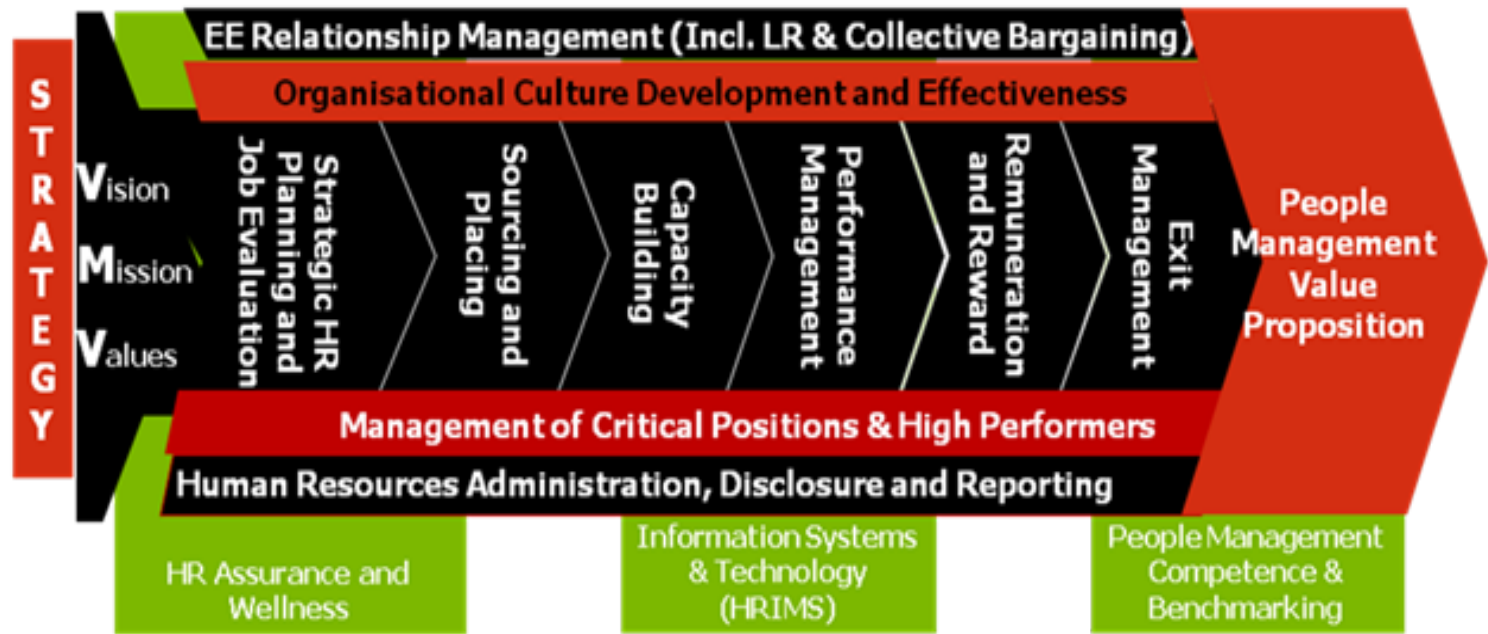 STRATEGY
Vision
Mission
Values
EE Relationship Management (Incl. LR & Collective Bargaining)
Organisational Culture Development and Effectiveness
Strategic HR
Planning and
Job Evaluation
Sourcing and
Placing
Capacity
Building
Performance
Management
Remuneration
and Reward
Exit
Management
People
Management
Value
Proposition
Management of Critical Positions & High Performers
Human Resources Administration, Disclosure and Reporting
HR Assurance and
Wellness
Information Systems
& Technology
(HRIMS)
People Management
Competence &
Benchmarking